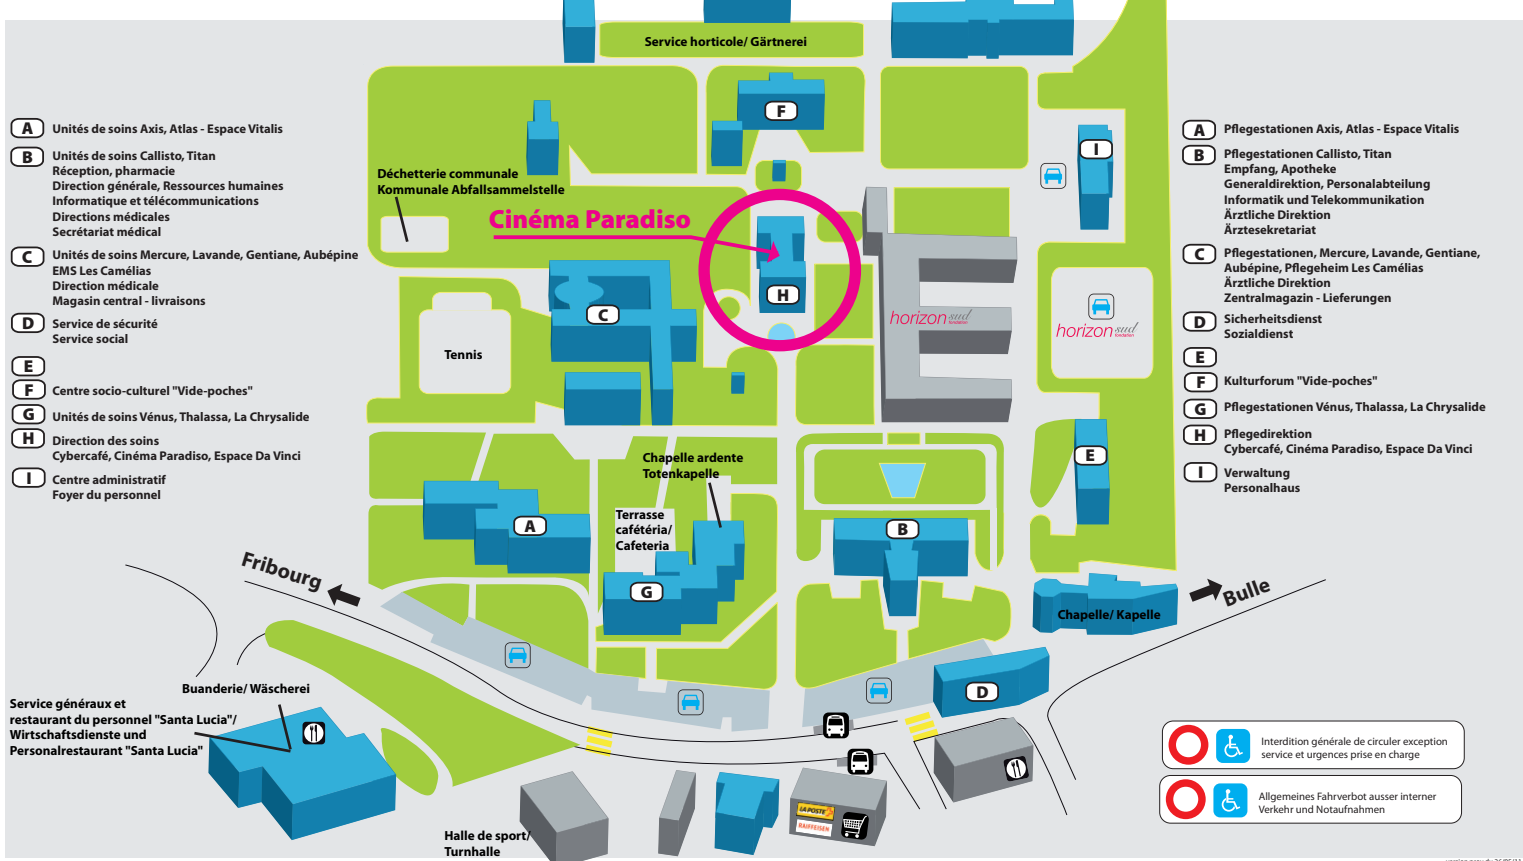 Service horticole/ Gärtnerei
A Unités de soins Axis, Atlas - Espace Vitalis
B Unités de soins Callisto, Titan
Réception, pharmacie
Direction générale, Ressources humaines
Informatique et télécommunications
Directions médicales
Secrétariat médical
C Unités de soins Mercure, Lavande, Gentiane, Aubépine
EMS Les Camélias
Direction médicale
Magasin central - livraisons
D Service de sécurité
Service social
E
F Centre socio-culturel "Vide-poches"
G Unités de soins Vénus, Thalassa, La Chrysalide
H Direction des soins
Cybercafé, Cinéma Paradiso, Espace Da Vinci
I Centre administratif
Foyer du personnel
F
I
Déchetterie communale
Kommunale Abfallsammelstelle
Cinéma Paradiso
H
C
Tennis
horizon sud
fondation
horizon sud
fondation
A Pflegestationen Axis, Atlas - Espace Vitalis
B Pflegestationen Callisto, Titan
Empfang, Apotheke
Generaldirektion, Personalabteilung
Informatik und Telekommunikation
Ärztliche Direktion
Ärztesekretariat
C Pflegestationen, Mercure, Lavande, Gentiane,
Aubépine, Pflegeheim Les Camélias
Ärztliche Direktion
Zentralmagazin - Lieferungen
D Sicherheitsdienst
Sozialdienst
E
F Kulturforum "Vide-poches"
G Pflegestationen Vénus, Thalassa, La Chrysalide
H Pflegedirektion
Cybercafé, Cinéma Paradiso, Espace Da Vinci
I Verwaltung
Personalhaus
Chapelle ardente
Totenkapelle
E
A
Terrasse
cafétéria/
Cafeteria
B
G
Fribourg
Bulle
Chapelle/ Kapelle
D
Buanderie/ Wäscherei
Service généraux et
restaurant du personnel "Santa Lucia"/
Wirtschaftsdienste und
Personalrestaurant "Santa Lucia"
LA POSTE
RAIFFEISEN
Halle de sport/
Turnhalle
Interdition générale de circuler exception
service et urgences prise en charge
Allgemeines Fahrverbot ausser interner
Verkehr und Notaufnahmen